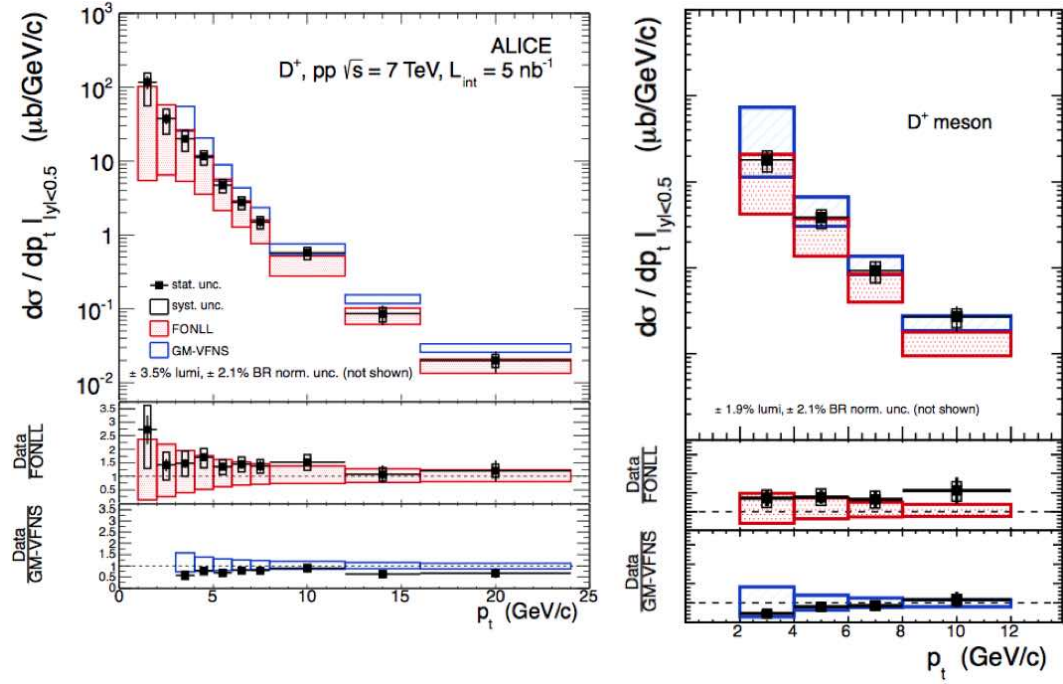 10³
10²
10
1
10⁻¹
10⁻²
dσ / dp_t |_|y|<0.5 (μb/GeV/c)
ALICE
D⁺, pp √s = 7 TeV, L_int = 5 nb⁻¹
stat. unc.
syst. unc.
FONLL
GM-VFNS
± 3.5% lumi, ± 2.1% BR norm. unc. (not shown)
Data
FONLL
3.5
3
2.5
2
1.5
1
0.5
Data
GM-VFNS
3.5
3
2.5
2
1.5
1
0.5
0 5 10 15 20 25
p_t (GeV/c)
dσ / dp_t |_|y|<0.5 (μb/GeV/c)
D⁺ meson
± 1.9% lumi, ± 2.1% BR norm. unc. (not shown)
Data
FONLL
Data
GM-VFNS
2 4 6 8 10 12
p_t (GeV/c)